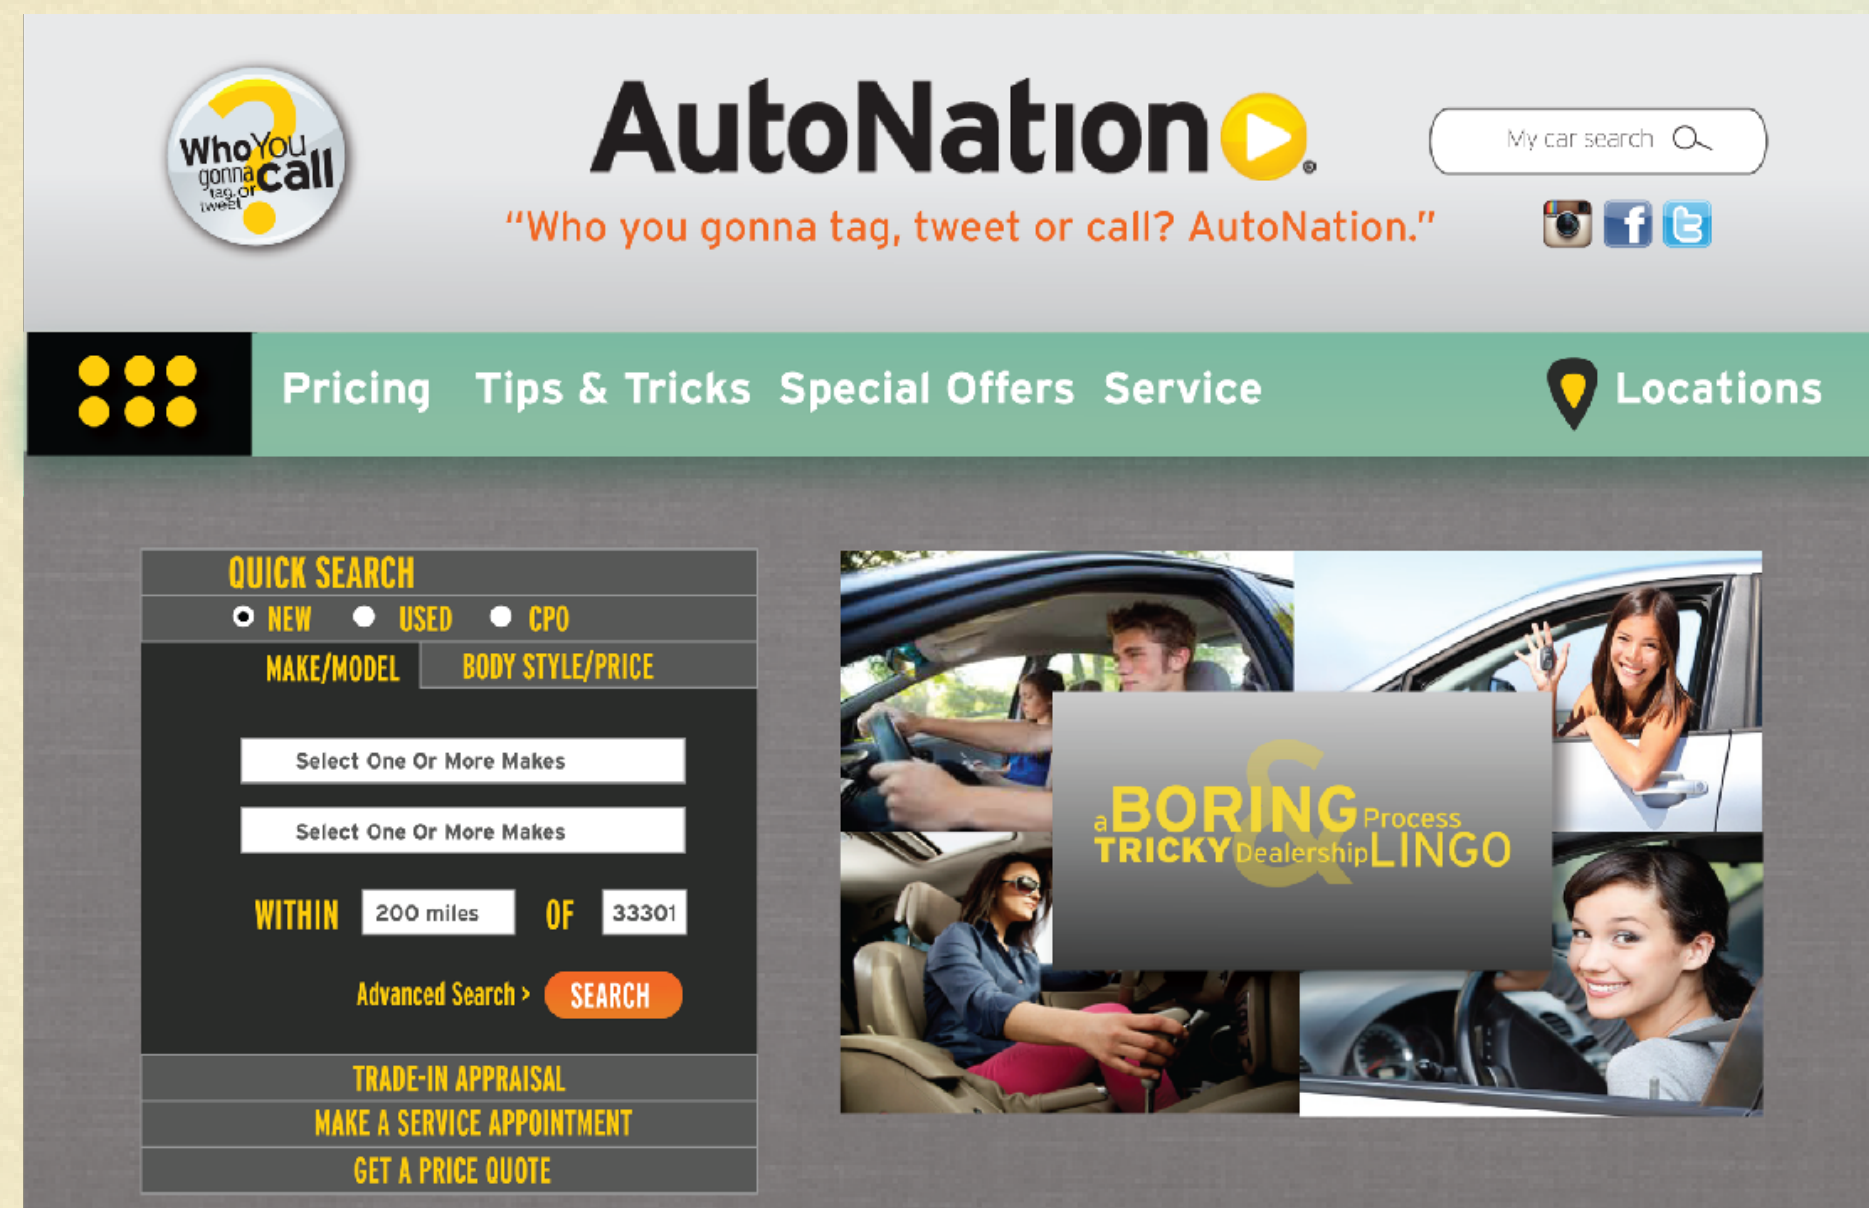 WhoYou
gonna call
tag, or
tweet
AutoNation
®
"Who you gonna tag, tweet or call? AutoNation."
My car search
Pricing Tips & Tricks Special Offers Service Locations
QUICK SEARCH
NEW USED CPO
MAKE/MODEL BODY STYLE/PRICE
Select One Or More Makes
Select One Or More Makes
WITHIN 200 miles OF 33301
Advanced Search > SEARCH
TRADE-IN APPRAISAL
MAKE A SERVICE APPOINTMENT
GET A PRICE QUOTE
a BORING Process
&
TRICKY Dealership LINGO